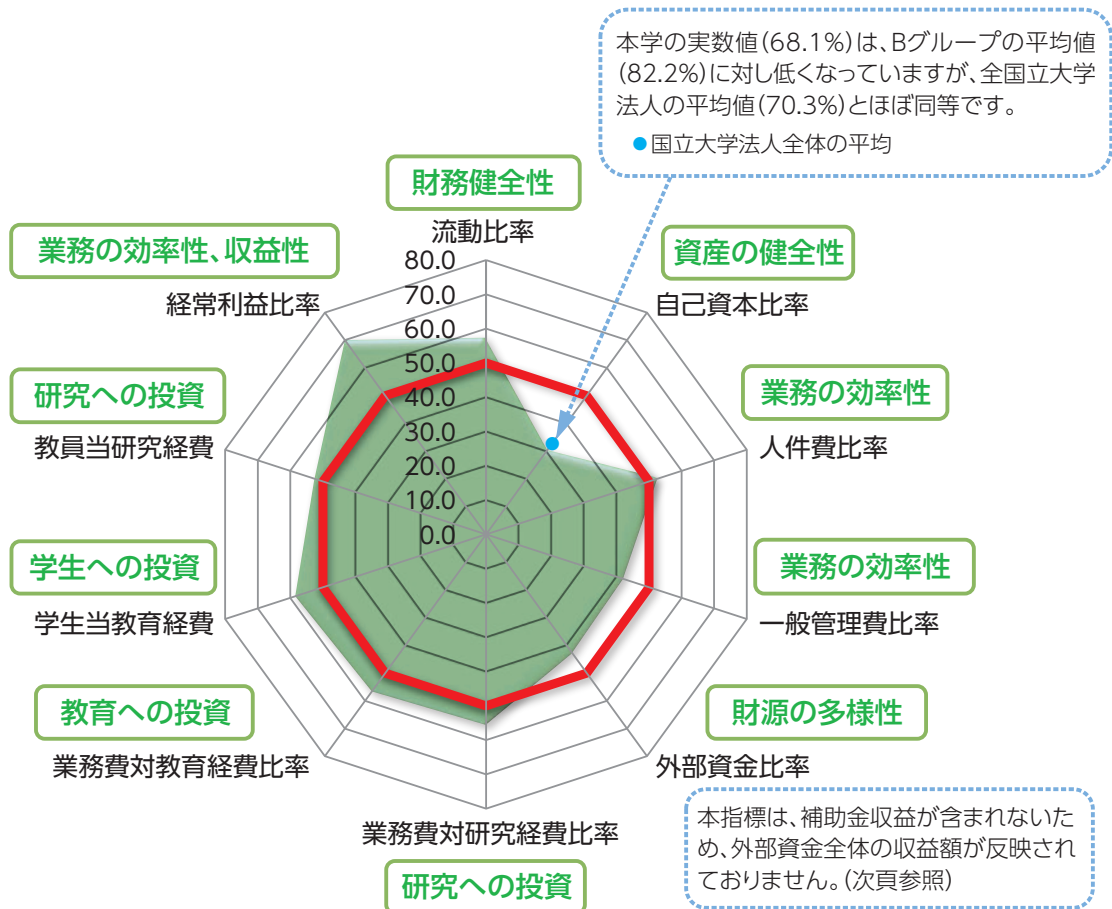 本学の実数値(68.1%)は、Bグループの平均値
(82.2%)に対し低くなっていますが、全国立大学
法人の平均値(70.3%)とほぼ同等です。
●国立大学法人全体の平均
財務健全性
流動比率
業務の効率性、収益性
経常利益比率
資産の健全性
自己資本比率
80.0
70.0
60.0
50.0
40.0
30.0
20.0
10.0
0.0
研究への投資
教員当研究経費
業務の効率性
人件費比率
学生への投資
学生当教育経費
業務の効率性
一般管理費比率
教育への投資
業務費対教育経費比率
財源の多様性
外部資金比率
業務費対研究経費比率
研究への投資
本指標は、補助金収益が含まれないた
め、外部資金全体の収益額が反映され
ておりません。(次頁参照)